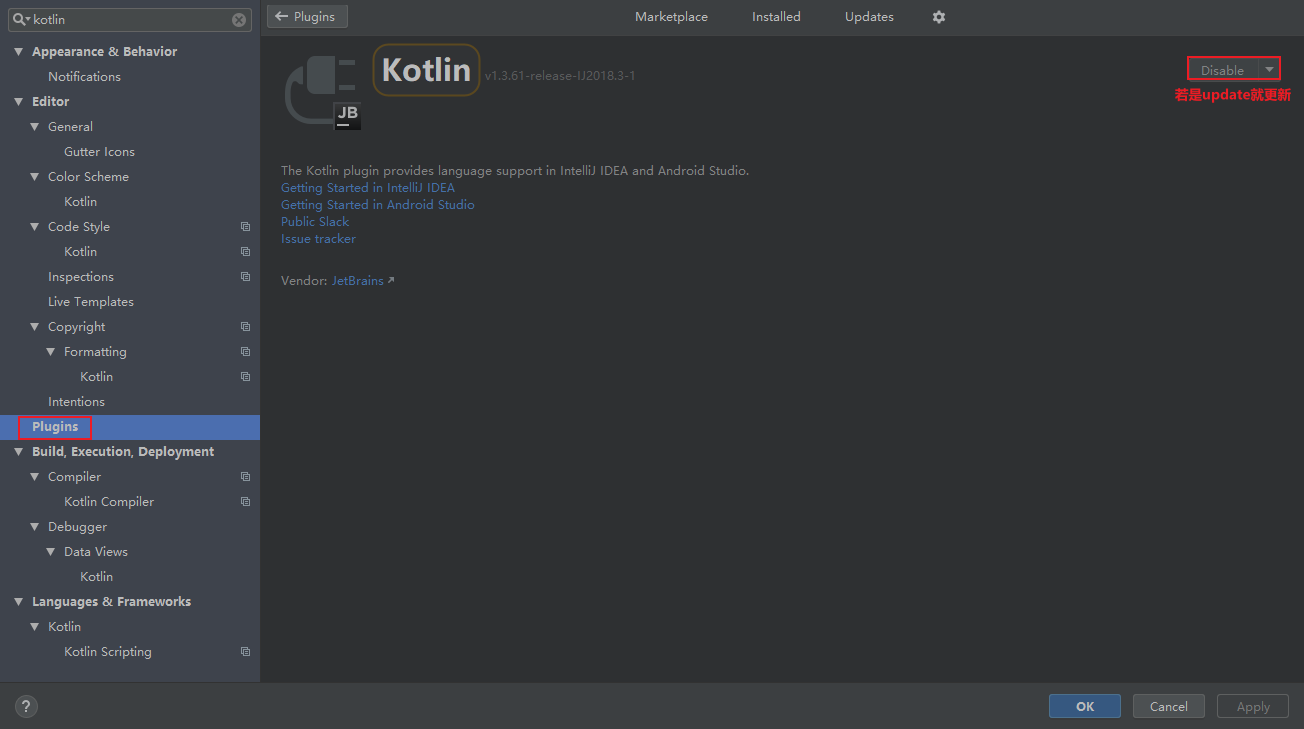 kotlin
Appearance & Behavior
Notifications
Editor
General
Gutter Icons
Color Scheme
Kotlin
Code Style
Kotlin
Inspections
Live Templates
Copyright
Formatting
Kotlin
Intentions
Plugins
Build, Execution, Deployment
Compiler
Kotlin Compiler
Debugger
Data Views
Kotlin
Languages & Frameworks
Kotlin
Kotlin Scripting
Plugins
Marketplace
Installed
Updates
JB
Kotlin v1.3.61-release-IJ2018.3-1
Disable
若是update就更新
The Kotlin plugin provides language support in IntelliJ IDEA and Android Studio.
Getting Started in IntelliJ IDEA
Getting Started in Android Studio
Public Slack
Issue tracker
Vendor: JetBrains
?
OK
Cancel
Apply